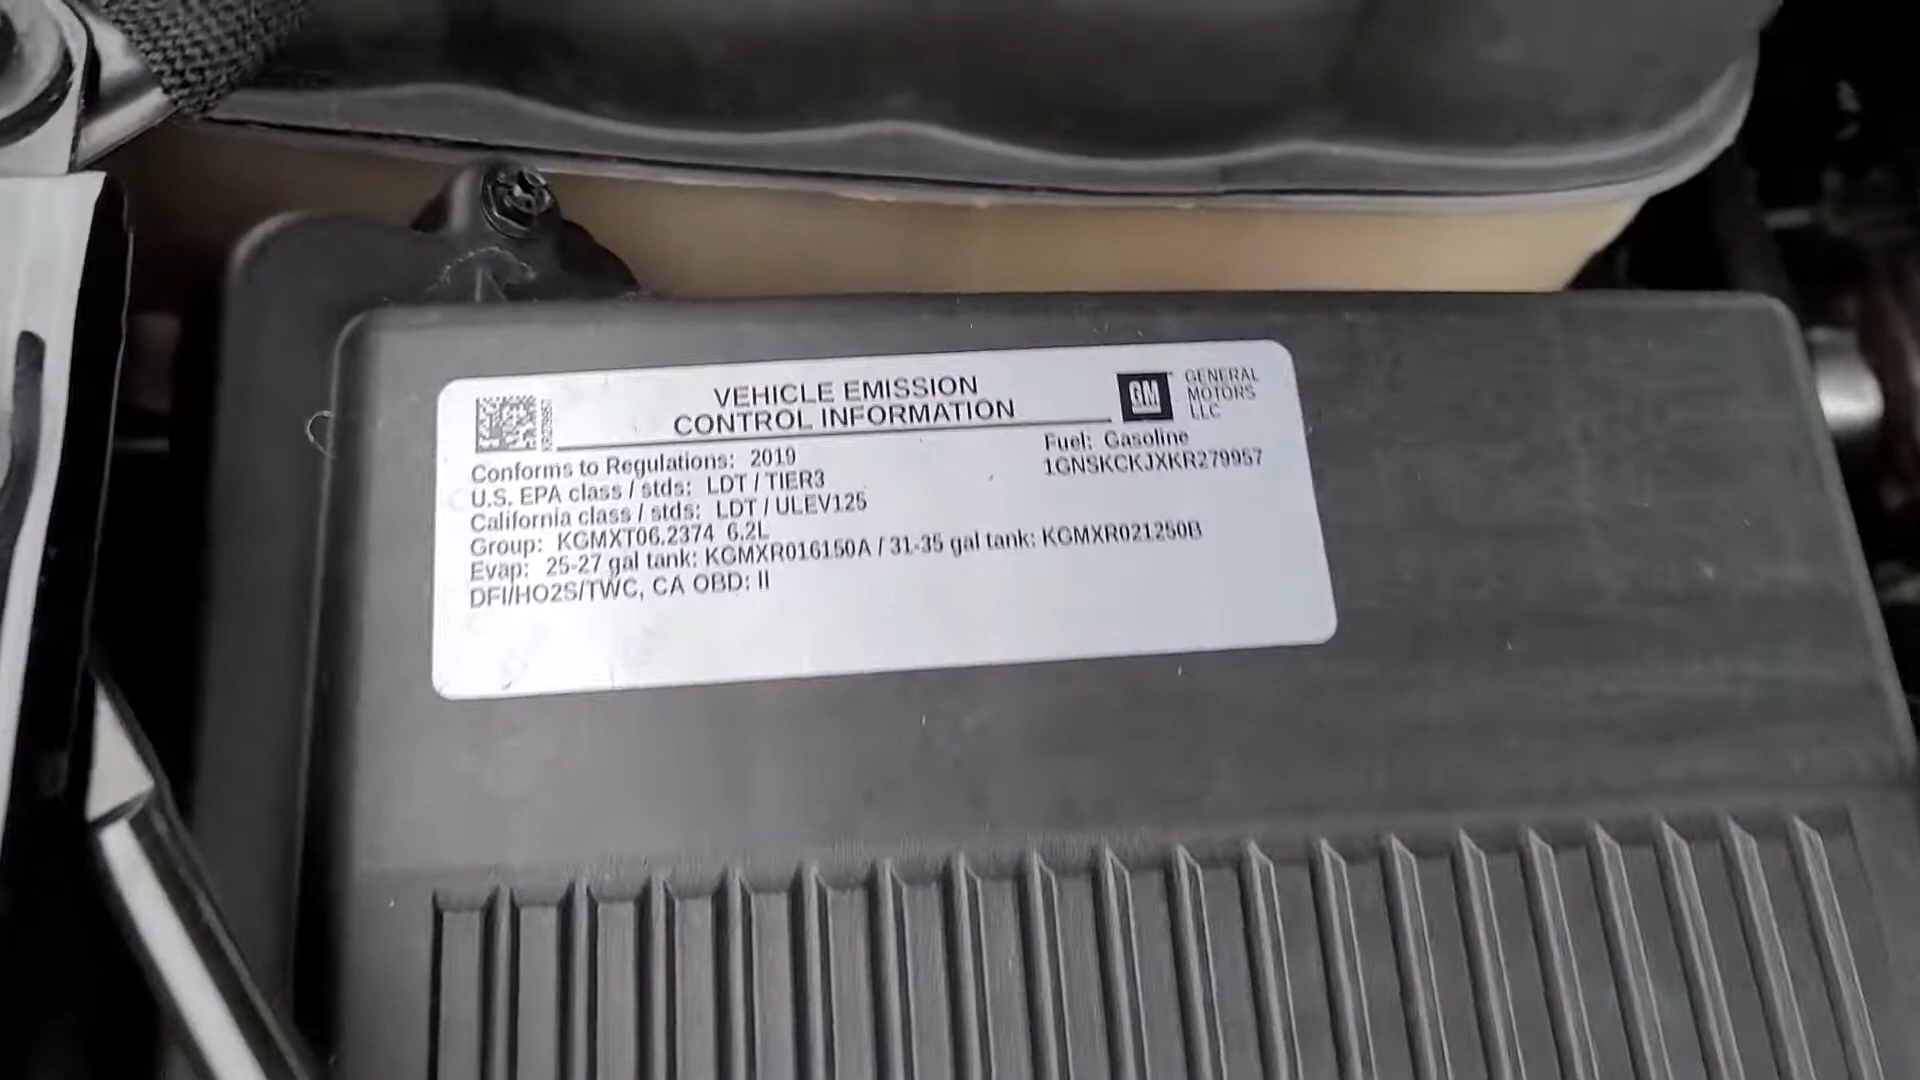 VEHICLE EMISSION
CONTROL INFORMATION
GM
GENERAL
MOTORS
LLC
KR279957
Conforms to Regulations: 2019
Fuel: Gasoline
U.S. EPA class / stds: LDT / TIER3
1GNSKCKJXKR279957
California class / stds: LDT / ULEV125
Group: KGMXT06.2374 6.2L
Evap: 25-27 gal tank: KGMXR016150A / 31-35 gal tank: KGMXR021250B
DFI/HO2S/TWC, CA OBD: II